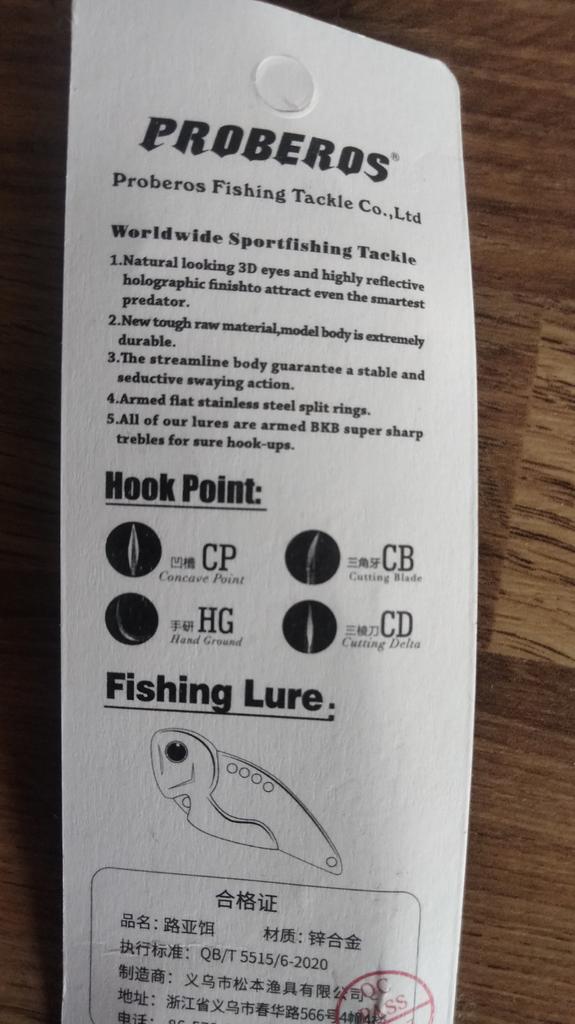 PROBEROS®
Proberos Fishing Tackle Co.,Ltd
Worldwide Sportfishing Tackle
1.Natural looking 3D eyes and highly reflective
holographic finishto attract even the smartest
predator.
2.New tough raw material,model body is extremely
durable.
3.The streamline body guarantee a stable and
seductive swaying action.
4.Armed flat stainless steel split rings.
5.All of our lures are armed BKB super sharp
trebles for sure hook-ups.
Hook Point:
凹槽 CP
Concave Point
三角牙 CB
Cutting Blade
手研 HG
Hand Ground
三棱刀 CD
Cutting Delta
Fishing Lure:
合格证
品名: 路亚饵 材质: 锌合金
执行标准: QB/T 5515/6-2020
制造商: 义乌市松本渔具有限公司
地址: 浙江省义乌市春华路566号
电话: 86-57
QC
PASS